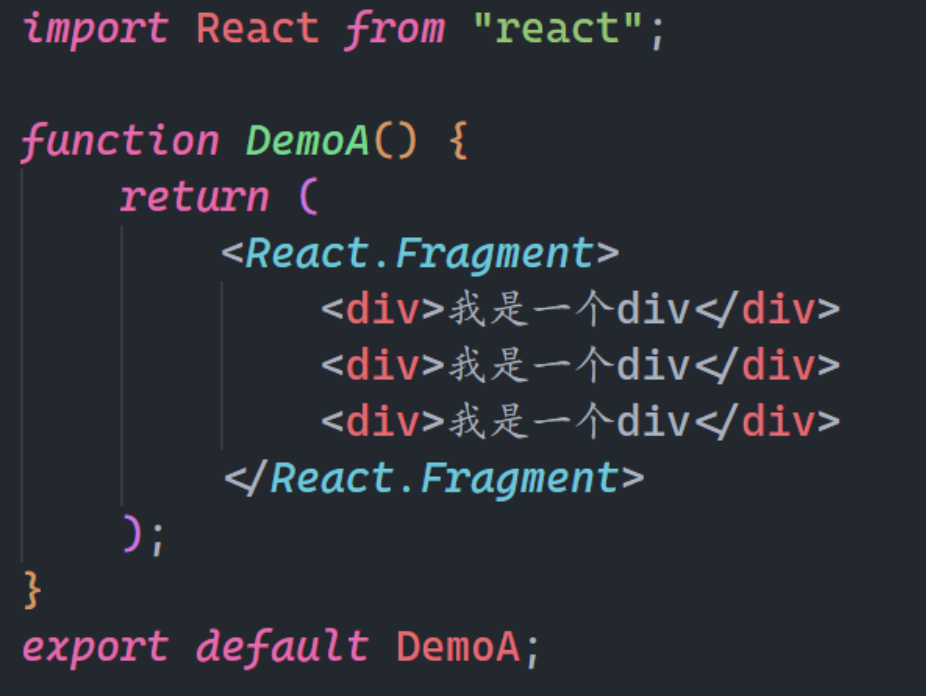 import React from "react";
function DemoA() {
return (
<React.Fragment>
<div>我是一个div</div>
<div>我是一个div</div>
<div>我是一个div</div>
</React.Fragment>
);
}
export default DemoA;